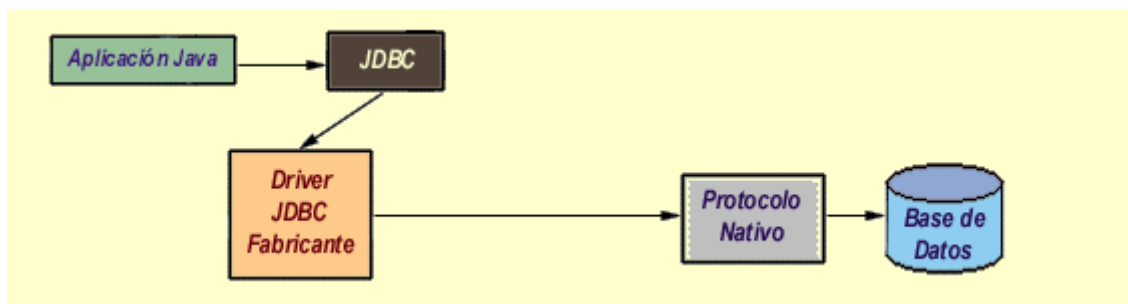 Aplicación Java
JDBC
Driver
JDBC
Fabricante
Protocolo
Nativo
Base de
Datos